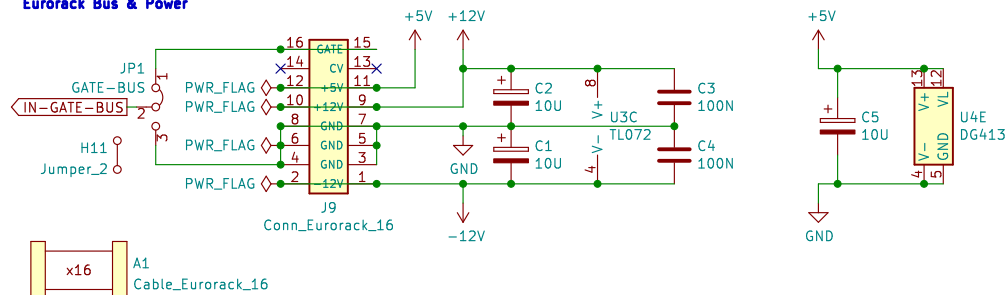 Eurorack Bus & Power
+5V
+12V
+5V
16 GATE 15
14 CV 13
JP1
1
GATE-BUS
IN-GATE-BUS
2
3
PWR_FLAG 12 +5V 11
PWR_FLAG 10 +12V 9
8 GND 7
PWR_FLAG 6 GND 5
4 GND 3
PWR_FLAG 2 -12V 1
H11
Jumper_2
J9
Conn_Eurorack_16
+
C2
10U
8
V+
U3C
TL072
V-
4
C3
100N
GND
+
C1
10U
C4
100N
-12V
+
C5
10U
13
12
V+
VL
U4E
DG413
V-
GND
4
5
GND
x16
A1
Cable_Eurorack_16